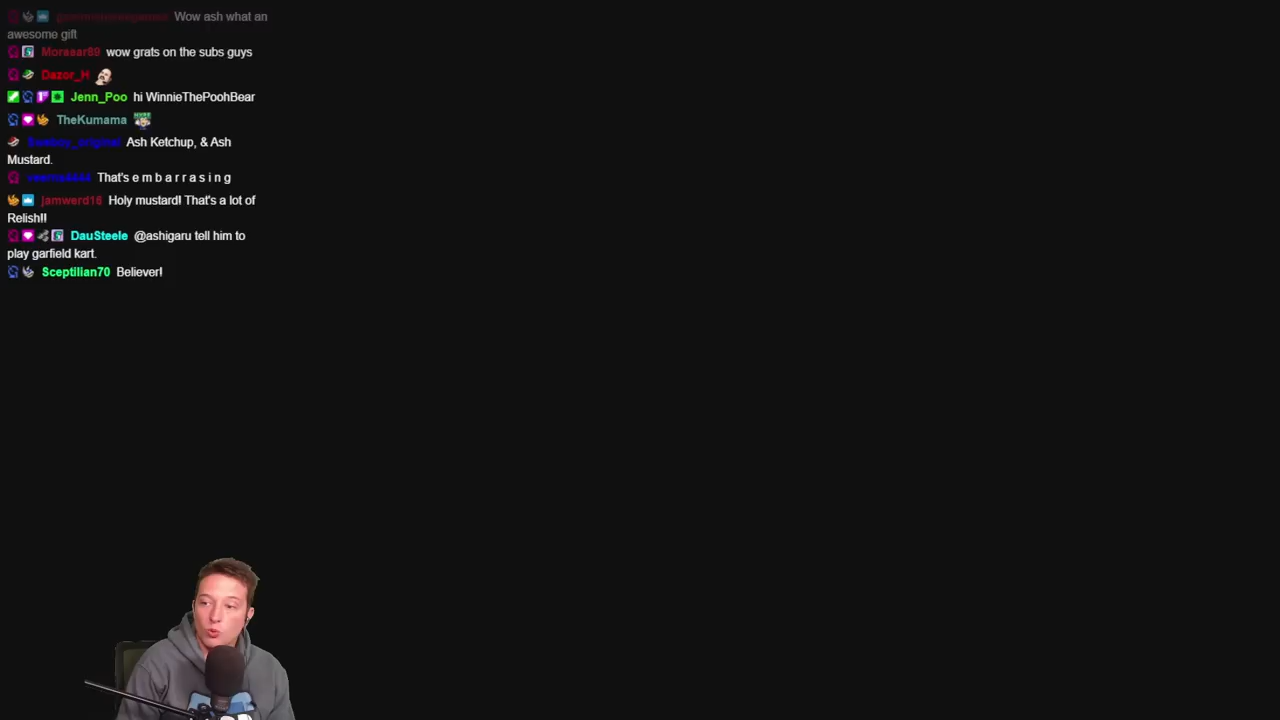 Wow ash what an
awesome gift
Moraaar89 wow grats on the subs guys
Dazor_H
Jenn_Poo hi WinnieThePoohBear
TheKumama
Ash Ketchup, & Ash
Mustard.
That's e m b a r r a s i n g
jamwerd16 Holy mustard! That's a lot of
Relish!!
DauSteele @ashigaru tell him to
play garfield kart.
Sceptilian70 Believer!